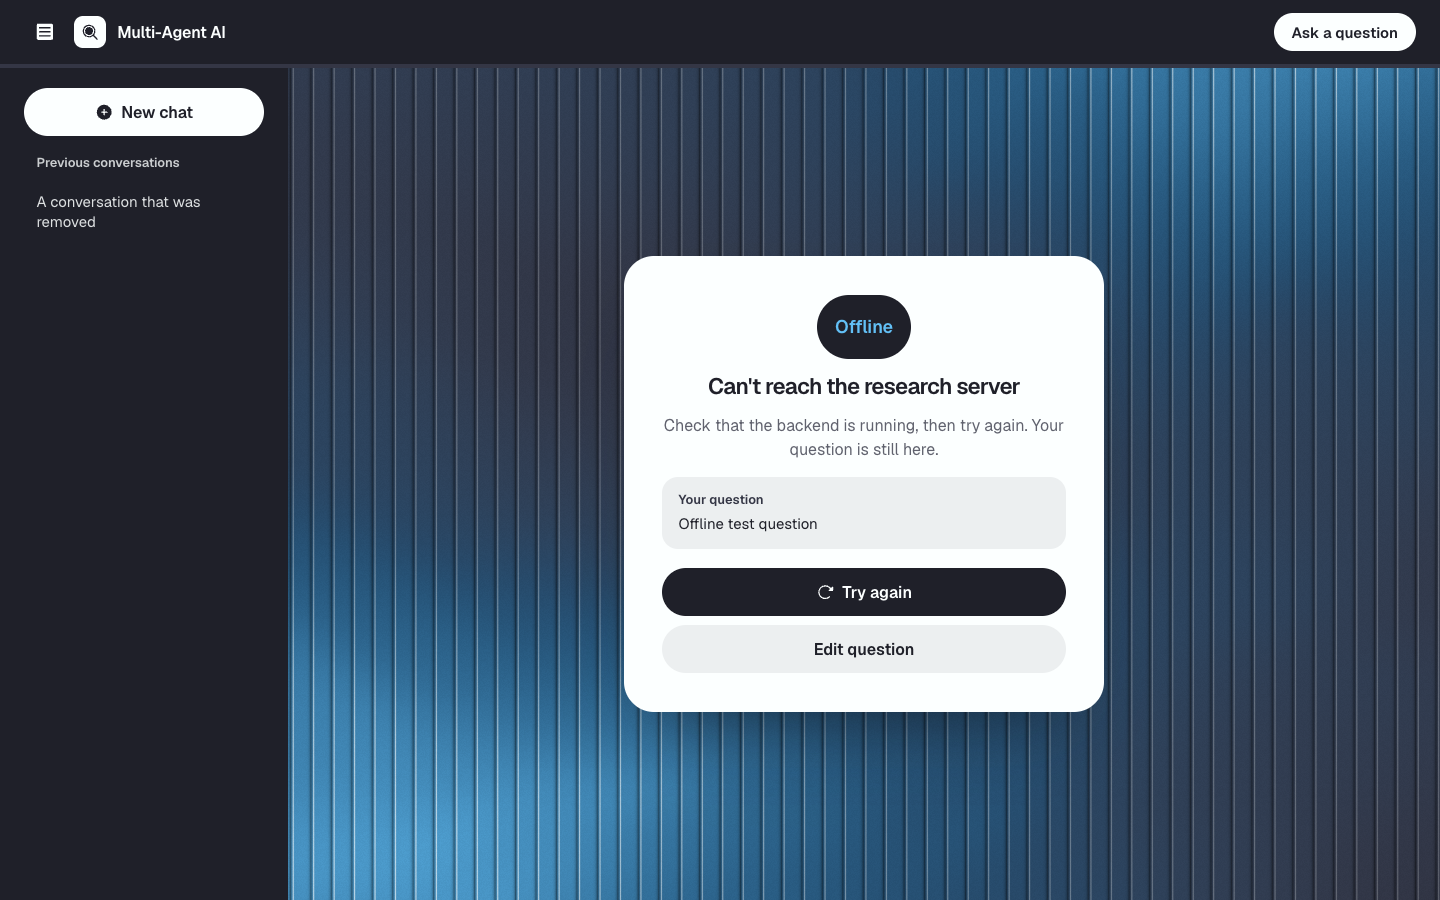 Multi-Agent AI
Ask a question
New chat
Previous conversations
A conversation that was
removed
Offline
Can't reach the research server
Check that the backend is running, then try again. Your
question is still here.
Your question
Offline test question
Try again
Edit question